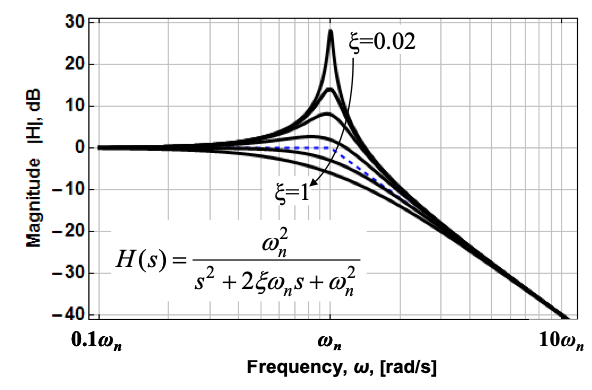 30
20
10
0
−10
−20
−30
−40
Magnitude |H|, dB
ξ=0.02
ξ=1
H(s) = ω_n^2 / (s^2 + 2ξω_n s + ω_n^2)
0.1ω_n ω_n 10ω_n
Frequency, ω, [rad/s]